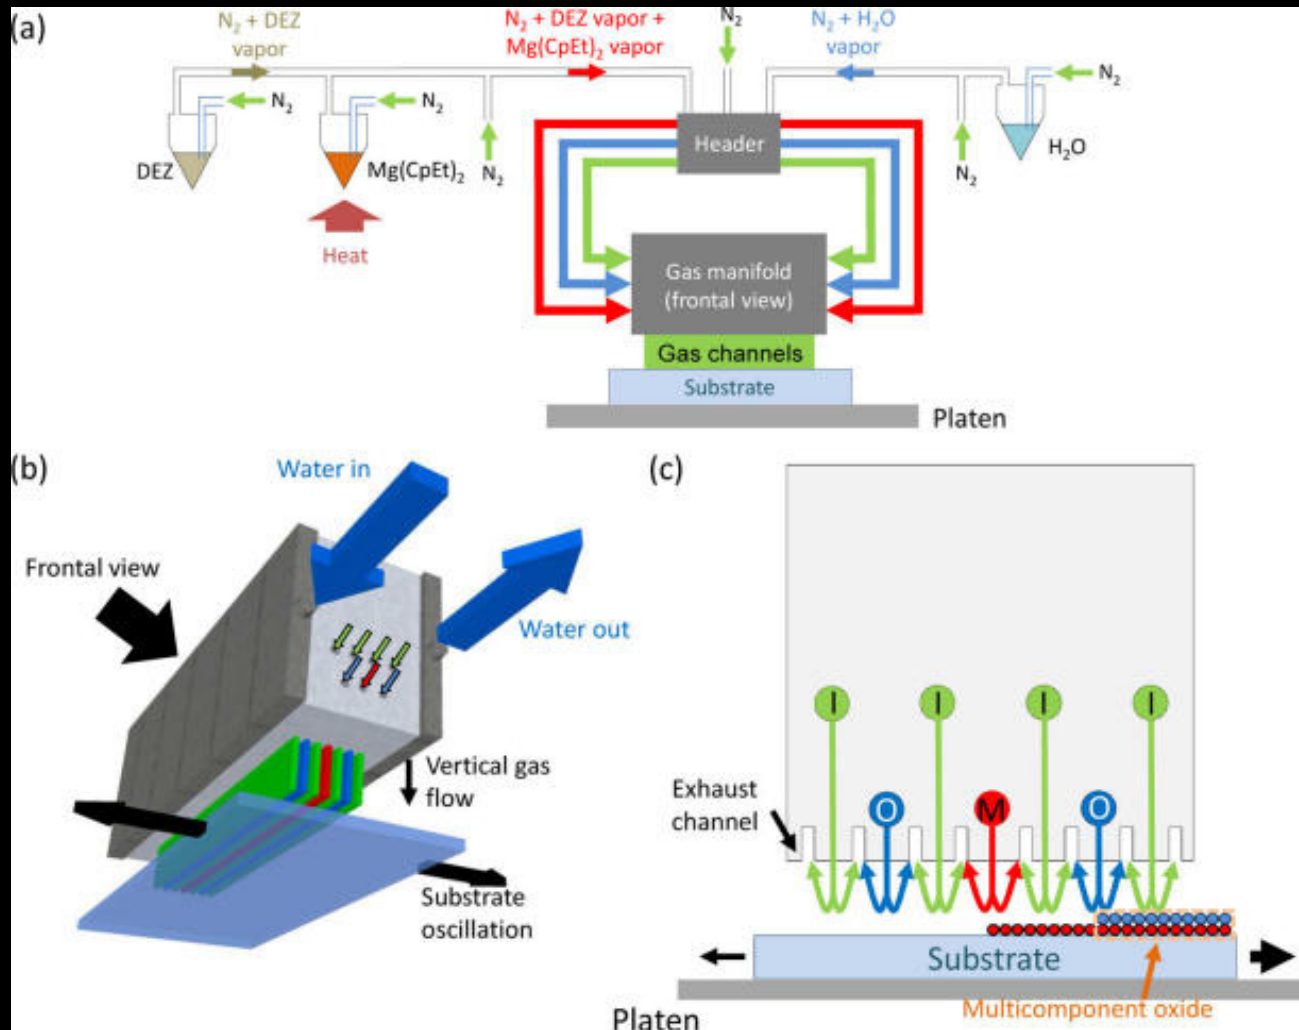 (a)
N₂ + DEZ
vapor
N₂ + DEZ vapor +
Mg(CpEt)₂ vapor
N₂
N₂ + H₂O
vapor
N₂
N₂
N₂
DEZ
Mg(CpEt)₂
N₂
Header
N₂
H₂O
Heat
Gas manifold
(frontal view)
Gas channels
Substrate
Platen
(b)
Water in
Frontal view
Water out
Vertical gas
flow
Substrate
oscillation
(c)
I
I
I
I
Exhaust
channel
O
M
O
Substrate
Multicomponent oxide
Platen